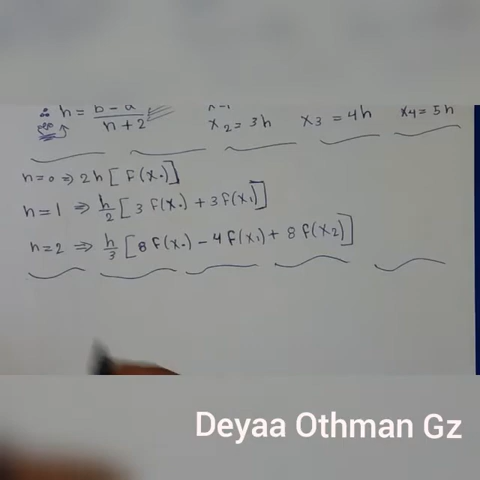 ∴ h = b - a / n + 2
x₂ = 3h x₃ = 4h x₄ = 5h
n = 0 ⇒ 2h [ f(x₀) ]
n = 1 ⇒ h/2 [ 3 f(x₀) + 3 f(x₁) ]
n = 2 ⇒ h/3 [ 8 f(x₀) - 4 f(x₁) + 8 f(x₂) ]
Deyaa Othman Gz